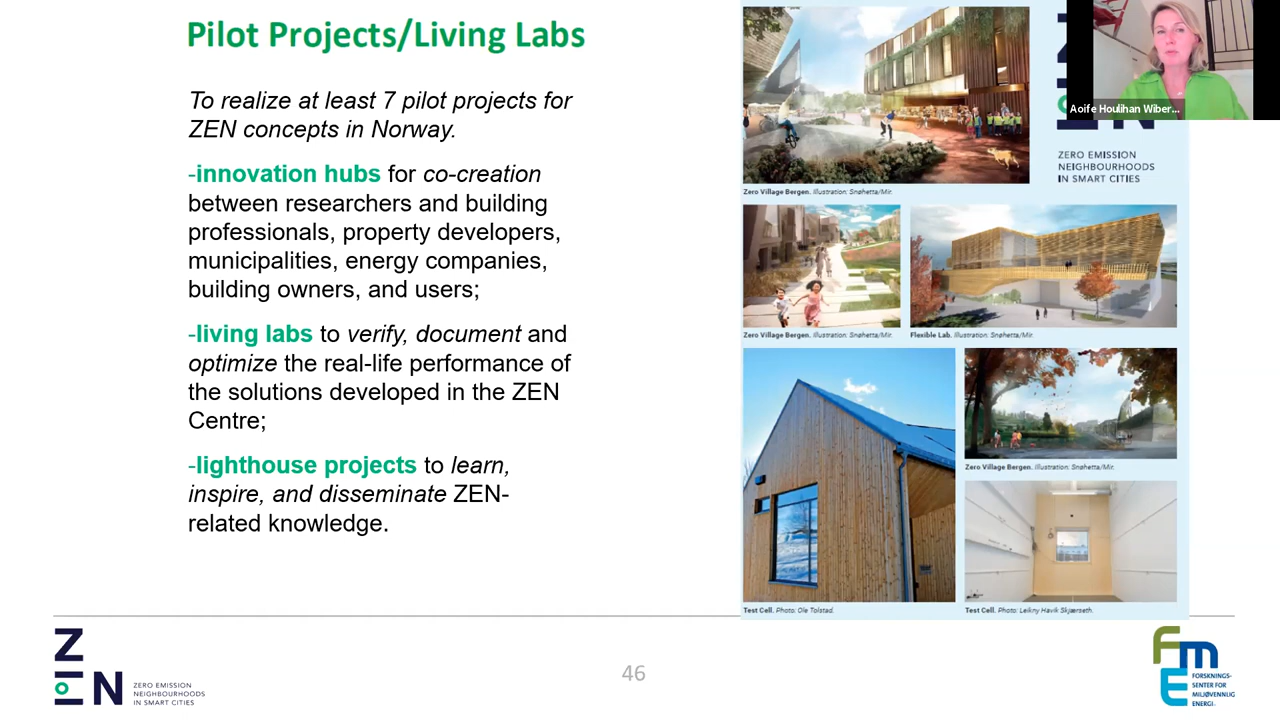 Pilot Projects/Living Labs
To realize at least 7 pilot projects for
ZEN concepts in Norway.
-innovation hubs for co-creation
between researchers and building
professionals, property developers,
municipalities, energy companies,
building owners, and users;
-living labs to verify, document and
optimize the real-life performance of
the solutions developed in the ZEN
Centre;
-lighthouse projects to learn,
inspire, and disseminate ZEN-
related knowledge.
Aoife Houlihan Wiber...
ZERO EMISSION
NEIGHBOURHOODS
IN SMART CITIES
Zero Village Bergen. Illustration: Snøhetta/Mir.
Zero Village Bergen. Illustration: Snøhetta/Mir.
Flexible Lab. Illustration: Snøhetta/Mir.
Zero Village Bergen. Illustration: Snøhetta/Mir.
Test Cell. Photo: Ole Tolstad.
Test Cell. Photo: Leikny Havik Skjærseth.
Z
EN
ZERO EMISSION
NEIGHBOURHOODS
IN SMART CITIES
46
FME
FORSKNINGS-
SENTER FOR
MILJØVENNLIG
ENERGI